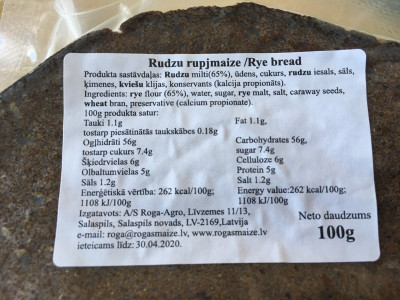 Rudzu rupjmaize /Rye bread
Produkta sastāvdaļas: Rudzu milti(65%), ūdens, cukurs, rudzu iesals, sāls,
ķimenes, kviešu klijas, konservants (kalcija propionāts).
Ingredients: rye flour (65%), water, sugar, rye malt, salt, caraway seeds,
wheat bran, preservative (calcium propionate).
100g produkta satur:
Tauki 1.1g
Fat 1.1g,
tostarp piesātinātās taukskābes 0.18g
Ogļhidrāti 56g
Carbohydrates 56g,
tostarp cukurs 7.4g
sugar 7.4g
Šķiedrvielas 6g
Celluloze 6g
Olbaltumvielas 5g
Protein 5g
Sāls 1.2g
Salt 1.2g
Enerģētiskā vērtība: 262 kcal/100g;
Energy value:262 kcal/100g;
1108 kJ/100g
1108 kJ/100g
Izgatavots: A/S Roga-Agro, Līvzemes 11/13,
Salaspils, Salaspils novads, LV-2169,Latvija
e-mail: roga@rogasmaize.lv, www.rogasmaize.lv
ieteicams līdz: 30.04.2020.
Neto daudzums
100g